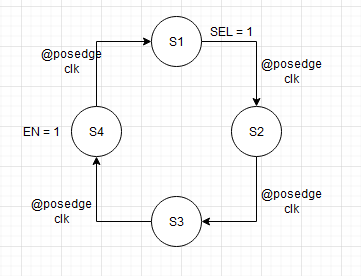 S1
SEL = 1
@posedge
clk
@posedge
clk
EN = 1
S4
S2
@posedge
clk
@posedge
clk
S3